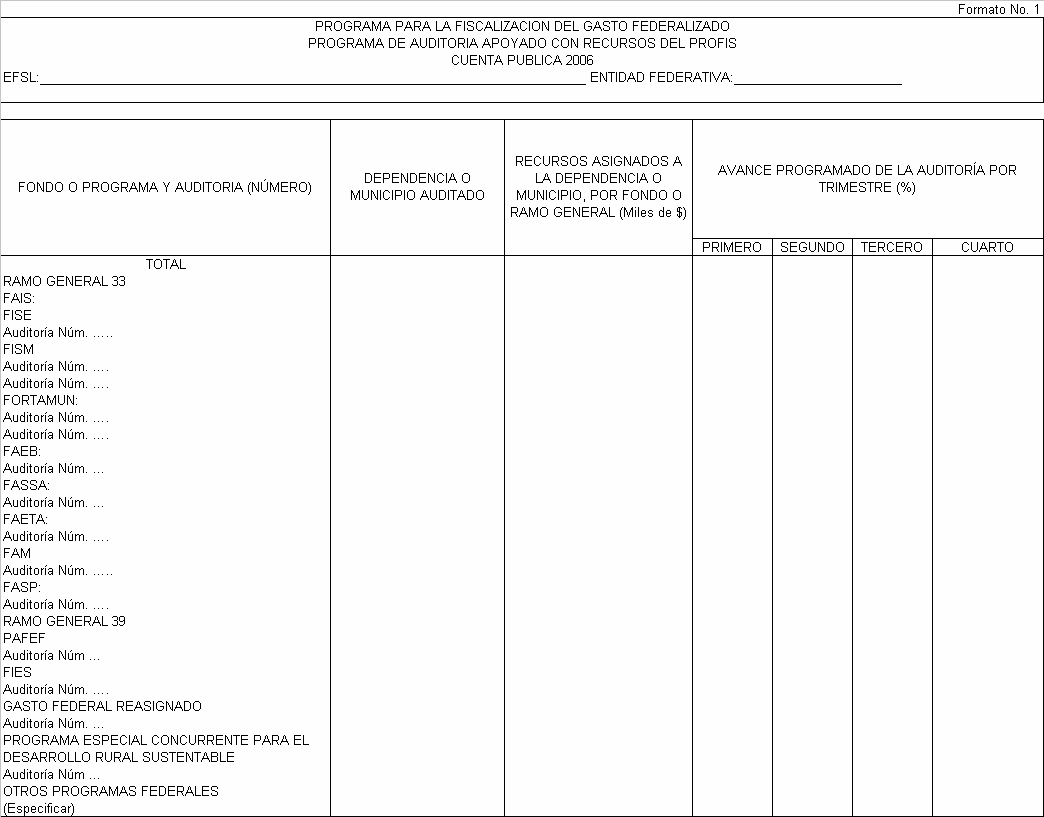 Formato No. 1
PROGRAMA PARA LA FISCALIZACION DEL GASTO FEDERALIZADO
PROGRAMA DE AUDITORIA APOYADO CON RECURSOS DEL PROFIS
CUENTA PUBLICA 2006
EFSL: ENTIDAD FEDERATIVA:
FONDO O PROGRAMA Y AUDITORIA (NÚMERO)
DEPENDENCIA O
MUNICIPIO AUDITADO
RECURSOS ASIGNADOS A
LA DEPENDENCIA O
MUNICIPIO, POR FONDO O
RAMO GENERAL (Miles de $)
AVANCE PROGRAMADO DE LA AUDITORÍA POR
TRIMESTRE (%)
PRIMERO SEGUNDO TERCERO CUARTO
TOTAL
RAMO GENERAL 33
FAIS:
FISE
Auditoría Núm. .....
FISM
Auditoría Núm. ....
Auditoría Núm. ....
FORTAMUN:
Auditoría Núm. ....
Auditoría Núm. ....
FAEB:
Auditoría Núm. ...
FASSA:
Auditoría Núm. ...
FAETA:
Auditoría Núm. ....
FAM
Auditoría Núm. .....
FASP:
Auditoría Núm. ....
RAMO GENERAL 39
PAFEF
Auditoría Núm ...
FIES
Auditoría Núm. ....
GASTO FEDERAL REASIGNADO
Auditoría Núm. ...
PROGRAMA ESPECIAL CONCURRENTE PARA EL
DESARROLLO RURAL SUSTENTABLE
Auditoría Núm ...
OTROS PROGRAMAS FEDERALES
(Especificar)